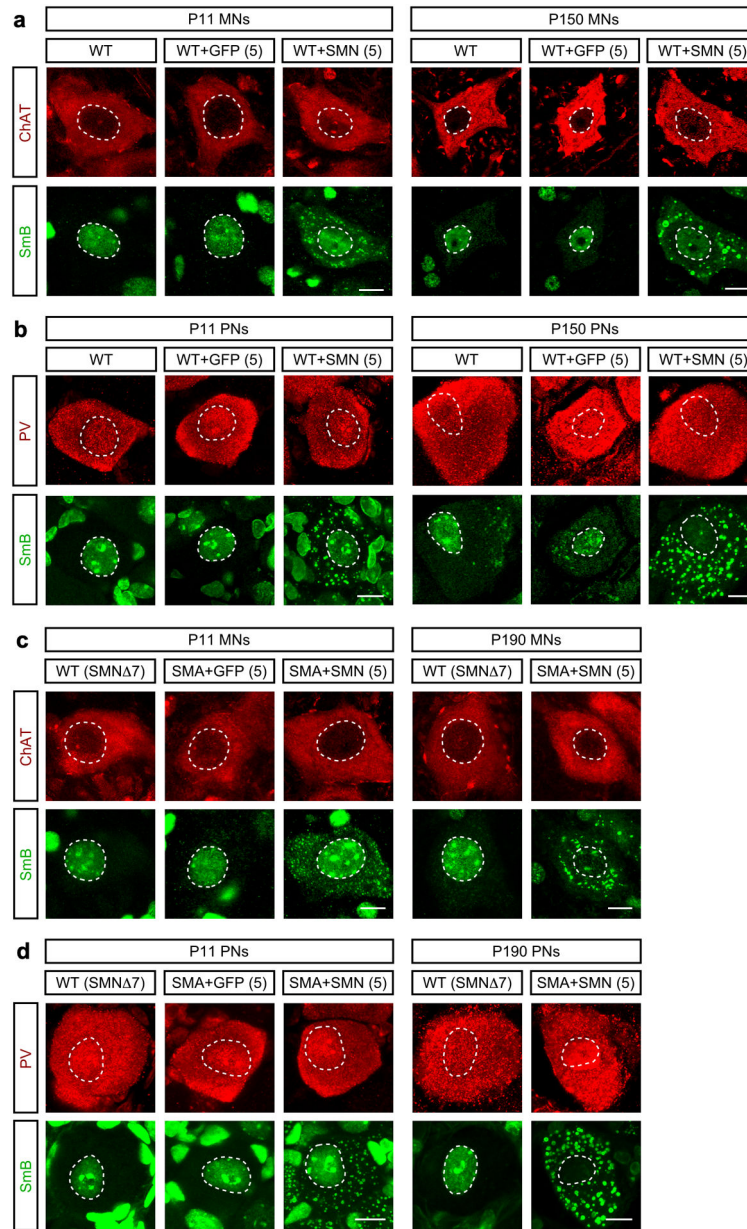 a
P11 MNs P150 MNs
WT WT+GFP (5) WT+SMN (5) WT WT+GFP (5) WT+SMN (5)
ChAT
SmB
b
P11 PNs P150 PNs
WT WT+GFP (5) WT+SMN (5) WT WT+GFP (5) WT+SMN (5)
PV
SmB
c
P11 MNs P190 MNs
WT (SMNΔ7) SMA+GFP (5) SMA+SMN (5) WT (SMNΔ7) SMA+SMN (5)
ChAT
SmB
d
P11 PNs P190 PNs
WT (SMNΔ7) SMA+GFP (5) SMA+SMN (5) WT (SMNΔ7) SMA+SMN (5)
PV
SmB